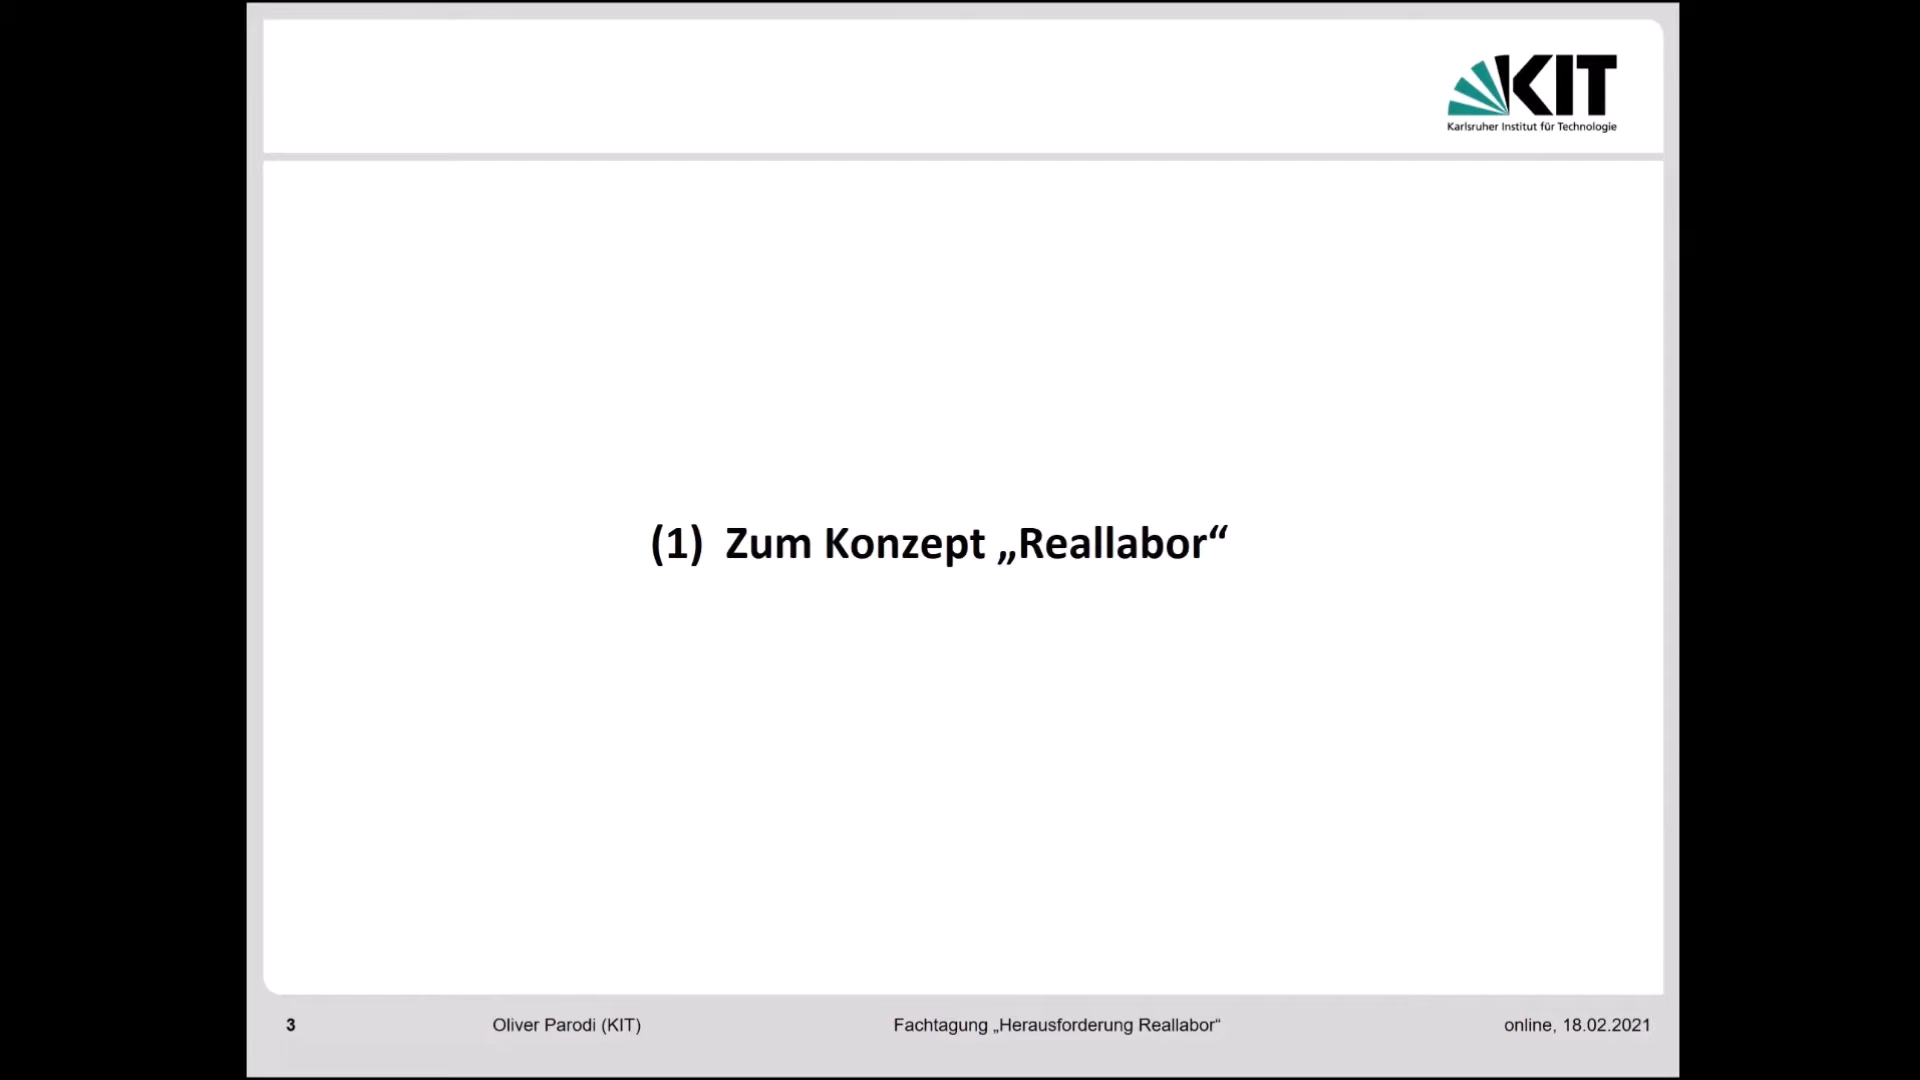 KIT
Karlsruher Institut für Technologie
(1) Zum Konzept „Reallabor“
3 Oliver Parodi (KIT) Fachtagung „Herausforderung Reallabor“ online, 18.02.2021